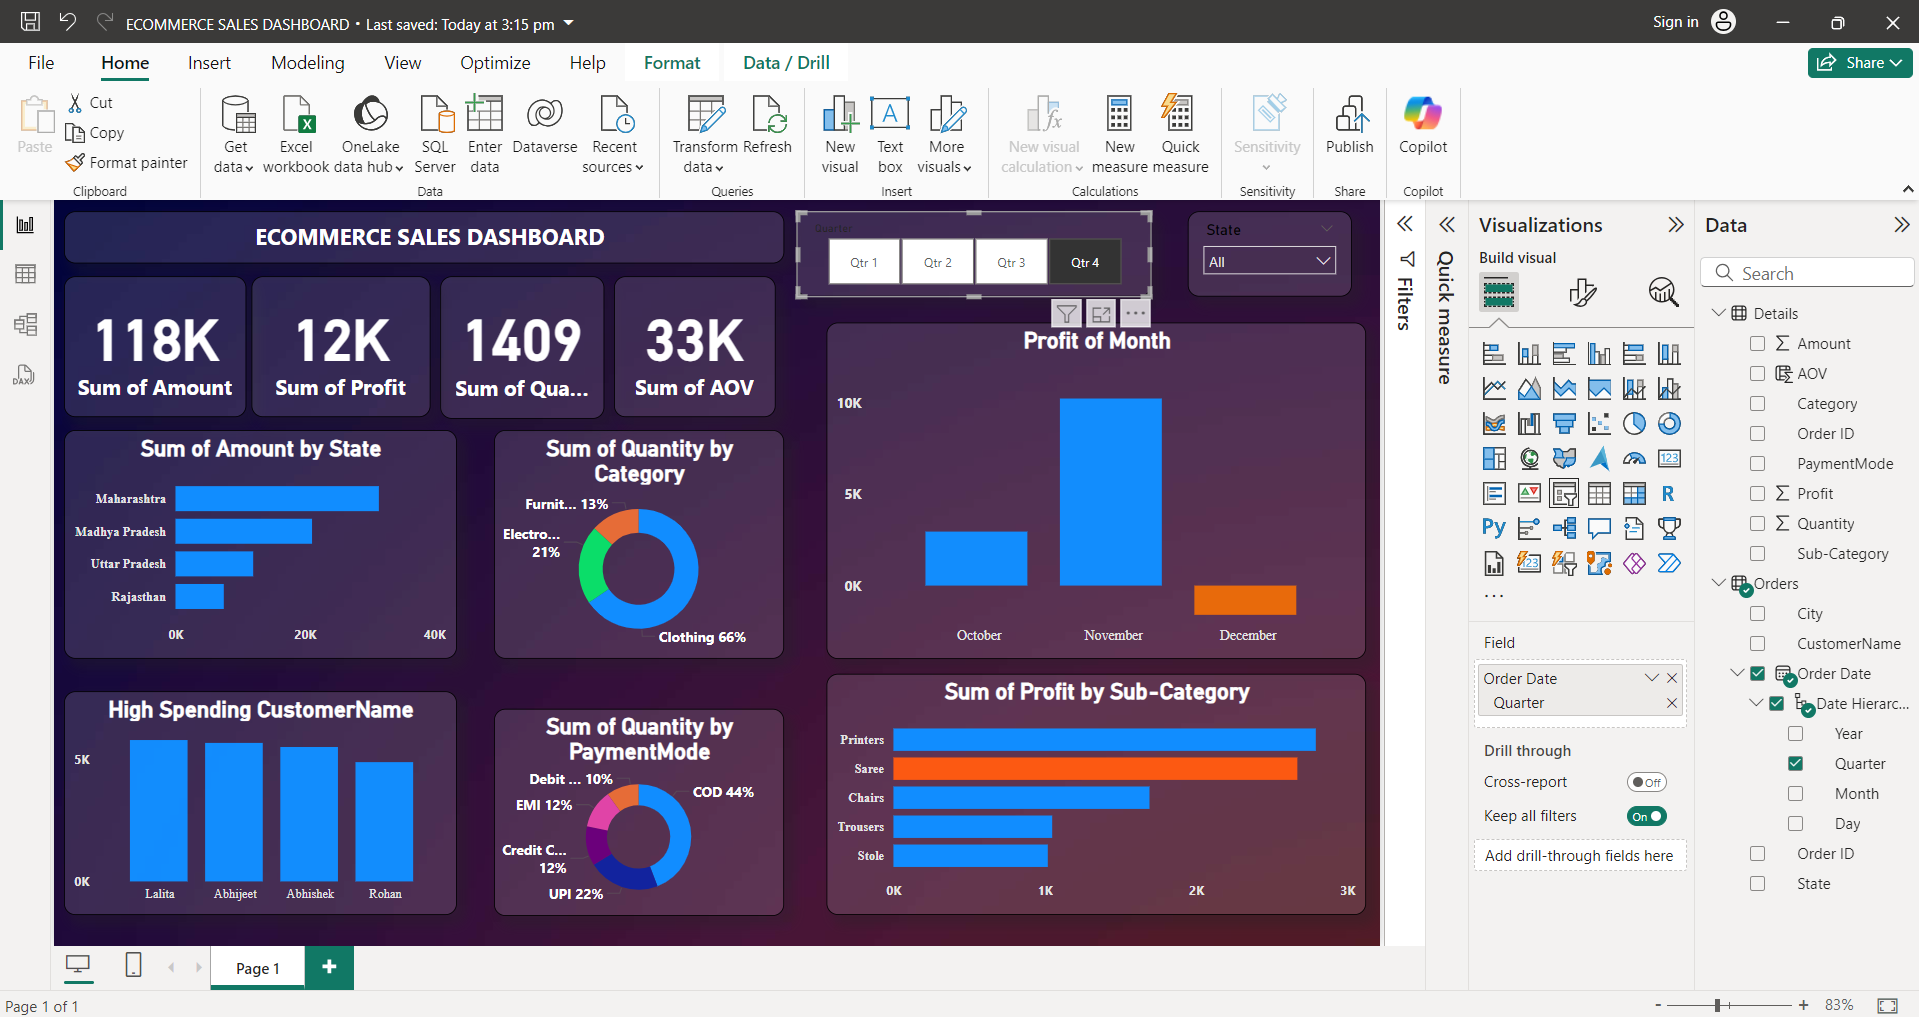 ECOMMERCE SALES DASHBOARD • Last saved: Today at 3:15 pm
Sign in
File
Home
Insert
Modeling
View
Optimize
Help
Format
Data / Drill
Share
Paste
Cut
Copy
Format painter
Clipboard
Get data
Excel workbook
OneLake data hub
SQL Server
Enter data
Dataverse
Recent sources
Data
Transform data
Refresh
Queries
New visual
Text box
More visuals
Insert
New visual calculation
New measure
Quick measure
Calculations
Sensitivity
Sensitivity
Publish
Share
Copilot
Copilot
ECOMMERCE SALES DASHBOARD
Quarter
Qtr 1
Qtr 2
Qtr 3
Qtr 4
State
All
118K
Sum of Amount
12K
Sum of Profit
1409
Sum of Qua...
33K
Sum of AOV
Sum of Amount by State
Maharashtra
Madhya Pradesh
Uttar Pradesh
Rajasthan
0K
20K
40K
Sum of Quantity by
Category
Furnit... 13%
Electro...
21%
Clothing 66%
Profit of Month
10K
5K
0K
October
November
December
High Spending CustomerName
5K
0K
Lalita
Abhijeet
Abhishek
Rohan
Sum of Quantity by
PaymentMode
Debit ... 10%
COD 44%
EMI 12%
Credit C...
12%
UPI 22%
Sum of Profit by Sub-Category
Printers
Saree
Chairs
Trousers
Stole
0K
1K
2K
3K
Filters
Quick measure
Visualizations
Build visual
123
R
Py
123
...
Field
Order Date
Quarter
Drill through
Cross-report
Off
Keep all filters
On
Add drill-through fields here
Data
Search
Details
Amount
AOV
Category
Order ID
PaymentMode
Profit
Quantity
Sub-Category
Orders
City
CustomerName
Order Date
Date Hierarc...
Year
Quarter
Month
Day
Order ID
State
DAX
Page 1
Page 1 of 1
- + 83%